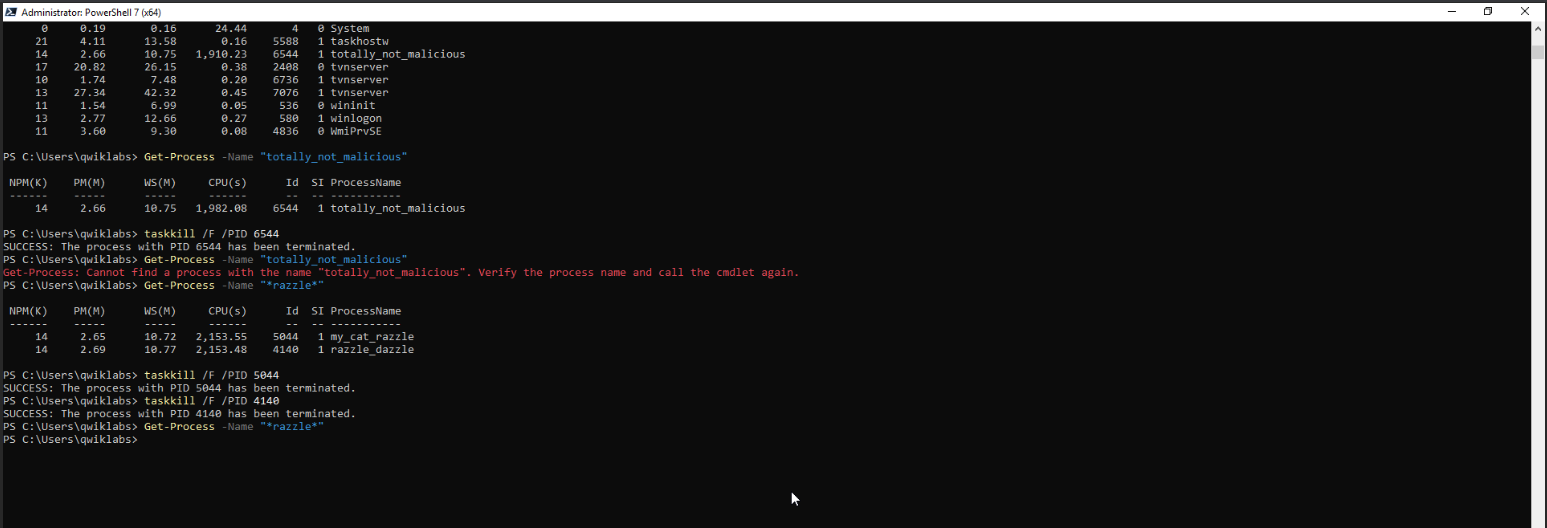 Administrator: PowerShell 7 (x64)
0 0.19 0.16 24.44 4 0 System
21 4.11 13.58 0.16 5588 1 taskhostw
14 2.66 10.75 1,910.23 6544 1 totally_not_malicious
17 20.82 26.15 0.38 2408 0 tvnserver
10 1.74 7.48 0.20 6736 1 tvnserver
13 27.34 42.32 0.45 7076 1 tvnserver
11 1.54 6.99 0.05 536 0 wininit
13 2.77 12.66 0.27 580 1 winlogon
11 3.60 9.30 0.08 4836 0 WmiPrvSE
PS C:\Users\qwiklabs> Get-Process -Name "totally_not_malicious"
NPM(K) PM(M) WS(M) CPU(s) Id SI ProcessName
------ ----- ----- ------ -- -- -----------
14 2.66 10.75 1,982.08 6544 1 totally_not_malicious
PS C:\Users\qwiklabs> taskkill /F /PID 6544
SUCCESS: The process with PID 6544 has been terminated.
PS C:\Users\qwiklabs> Get-Process -Name "totally_not_malicious"
Get-Process: Cannot find a process with the name "totally_not_malicious". Verify the process name and call the cmdlet again.
PS C:\Users\qwiklabs> Get-Process -Name "*razzle*"
NPM(K) PM(M) WS(M) CPU(s) Id SI ProcessName
------ ----- ----- ------ -- -- -----------
14 2.65 10.72 2,153.55 5044 1 my_cat_razzle
14 2.69 10.77 2,153.48 4140 1 razzle_dazzle
PS C:\Users\qwiklabs> taskkill /F /PID 5044
SUCCESS: The process with PID 5044 has been terminated.
PS C:\Users\qwiklabs> taskkill /F /PID 4140
SUCCESS: The process with PID 4140 has been terminated.
PS C:\Users\qwiklabs> Get-Process -Name "*razzle*"
PS C:\Users\qwiklabs>